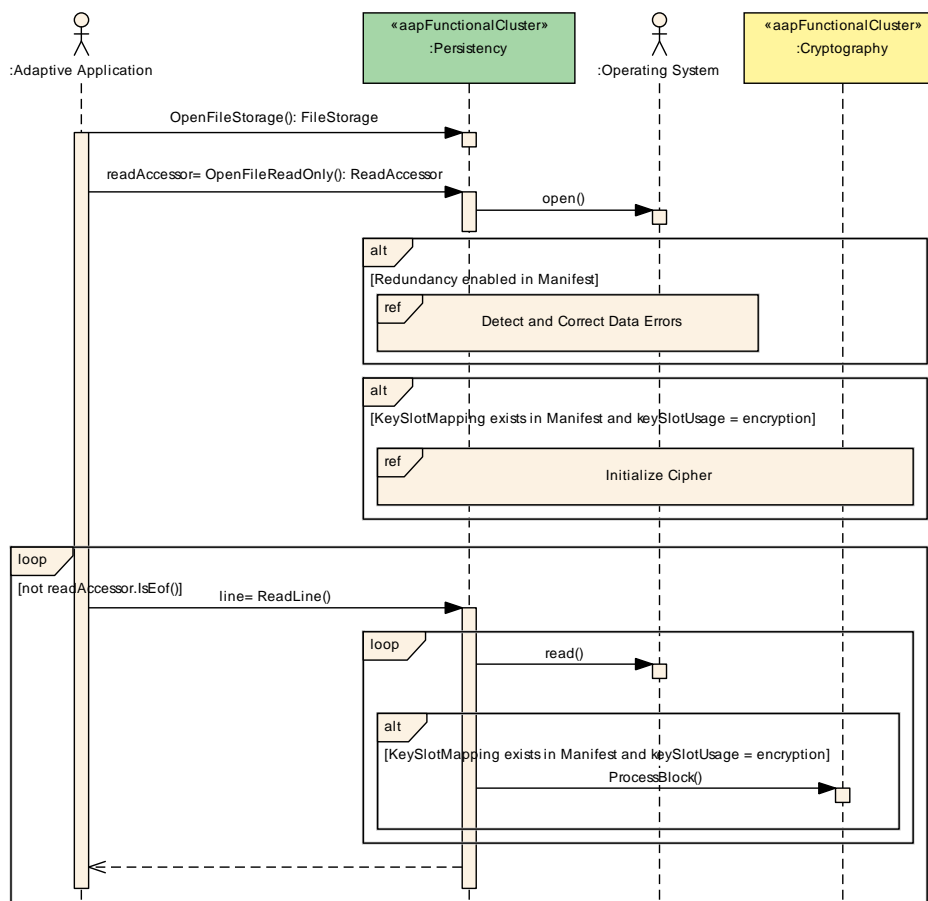 «aapFunctionalCluster»
:Persistency
«aapFunctionalCluster»
:Cryptography
:Adaptive Application
:Operating System
OpenFileStorage(): FileStorage
readAccessor= OpenFileReadOnly(): ReadAccessor
open()
alt
[Redundancy enabled in Manifest]
ref
Detect and Correct Data Errors
alt
[KeySlotMapping exists in Manifest and keySlotUsage = encryption]
ref
Initialize Cipher
loop
[not readAccessor.IsEof()]
line= ReadLine()
loop
read()
alt
[KeySlotMapping exists in Manifest and keySlotUsage = encryption]
ProcessBlock()